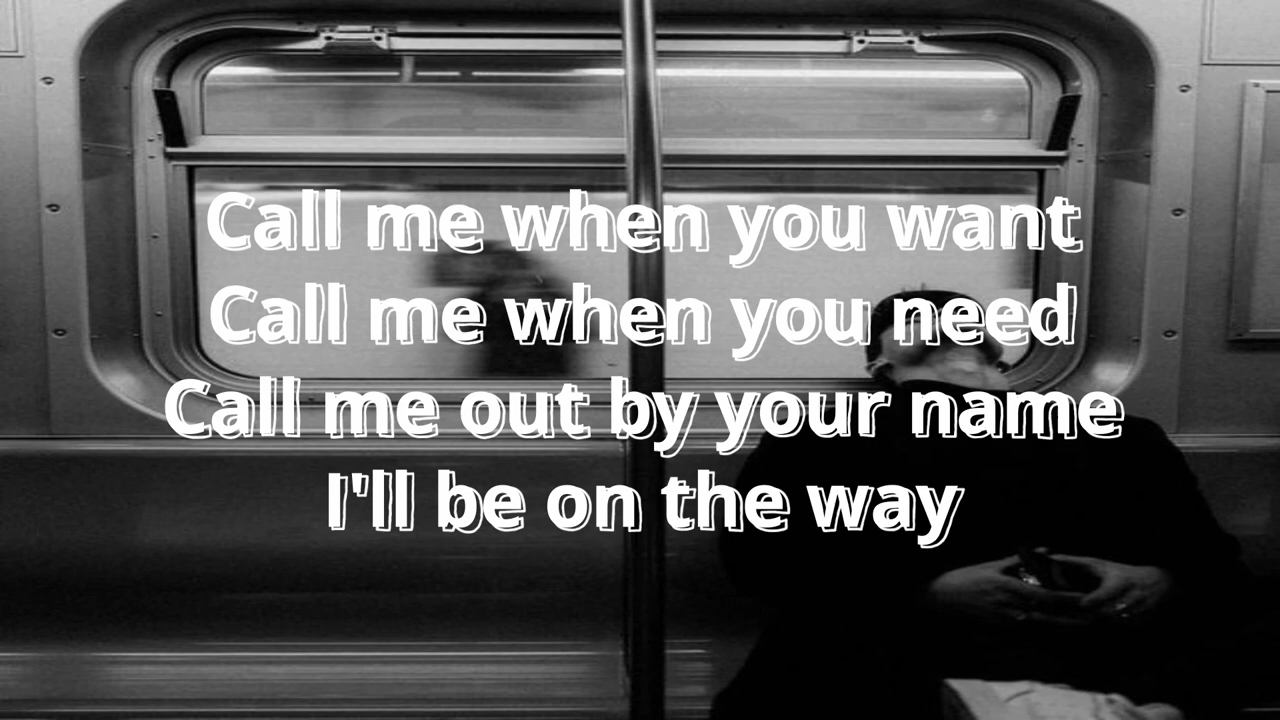 Call me when you want
Call me when you need
Call me out by your name
I'll be on the way